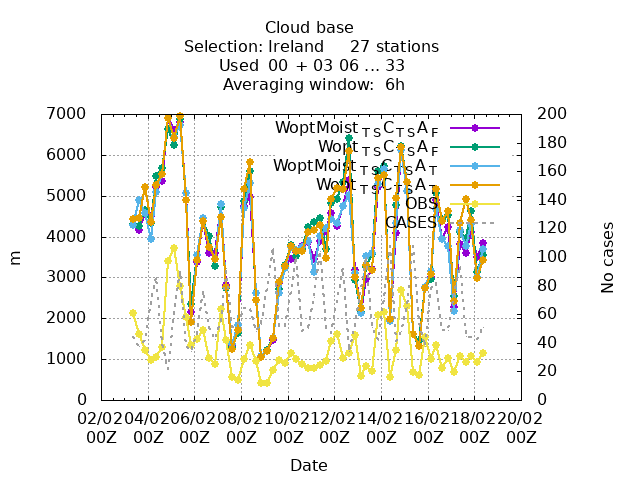 Cloud base
Selection: Ireland 27 stations
Used 00 + 03 06 ... 33
Averaging window: 6h
7000
6000
5000
4000
3000
2000
1000
0
m
200
180
160
140
120
100
80
60
40
20
0
No cases
WoptMoist T S C T S A F
Wopt T S C T S A F
WoptMoist T S C T S A T
Wopt T S C T S A T
OBS
CASES
02/02 04/02 06/02 08/02 10/02 12/02 14/02 16/02 18/02 20/02
00Z 00Z 00Z 00Z 00Z 00Z 00Z 00Z 00Z 00Z
Date